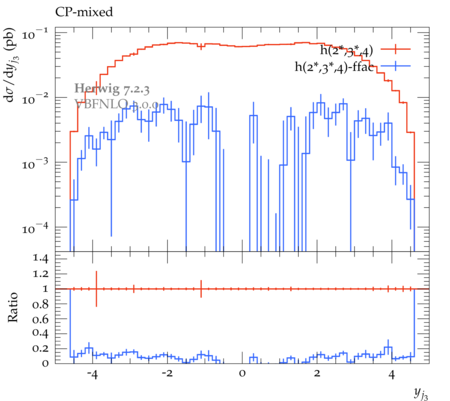 CP-mixed
dσ/dy_{j_3} (pb)
10^{-1}
h(2*,3*,4)
h(2*,3*,4)-ffac
Herwig 7.2.3
VBFNLO 3.0.0
10^{-2}
10^{-3}
10^{-4}
Ratio
1.4
1.2
1
0.8
0.6
0.4
0.2
0
-4 -2 0 2 4
y_{j_3}